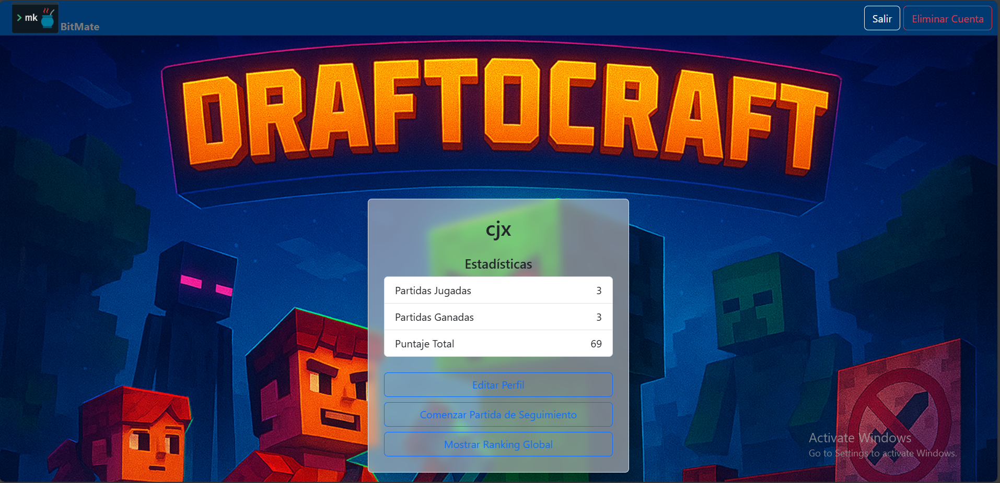 > mk
BitMate
Salir
Eliminar Cuenta
DRAFTOCRAFT
cjx
Estadísticas
Partidas Jugadas 3
Partidas Ganadas 3
Puntaje Total 69
Editar Perfil
Comenzar Partida de Seguimiento
Mostrar Ranking Global
Activate Windows
Go to Settings to activate Windows.